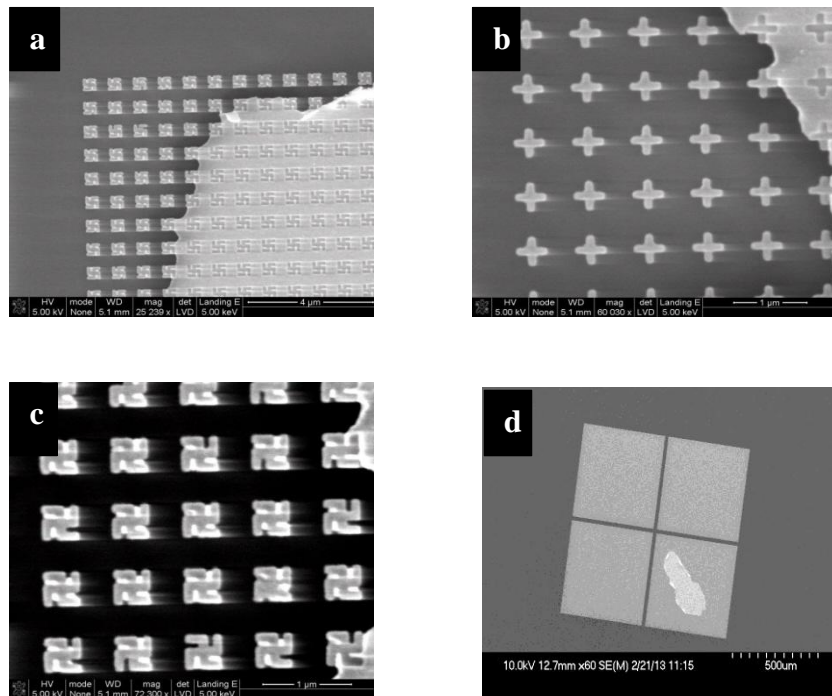 a
HV mode WD mag det Landing E
5.00 kV None 5.1 mm 25 239 x LVD 5.00 keV 4 µm
b
HV mode WD mag det Landing E
5.00 kV None 5.1 mm 60 030 x LVD 5.00 keV 1 µm
c
HV mode WD mag det Landing E
5.00 kV None 5.1 mm 72 300 x LVD 5.00 keV 1 µm
d
10.0kV 12.7mm x60 SE(M) 2/21/13 11:15 500um